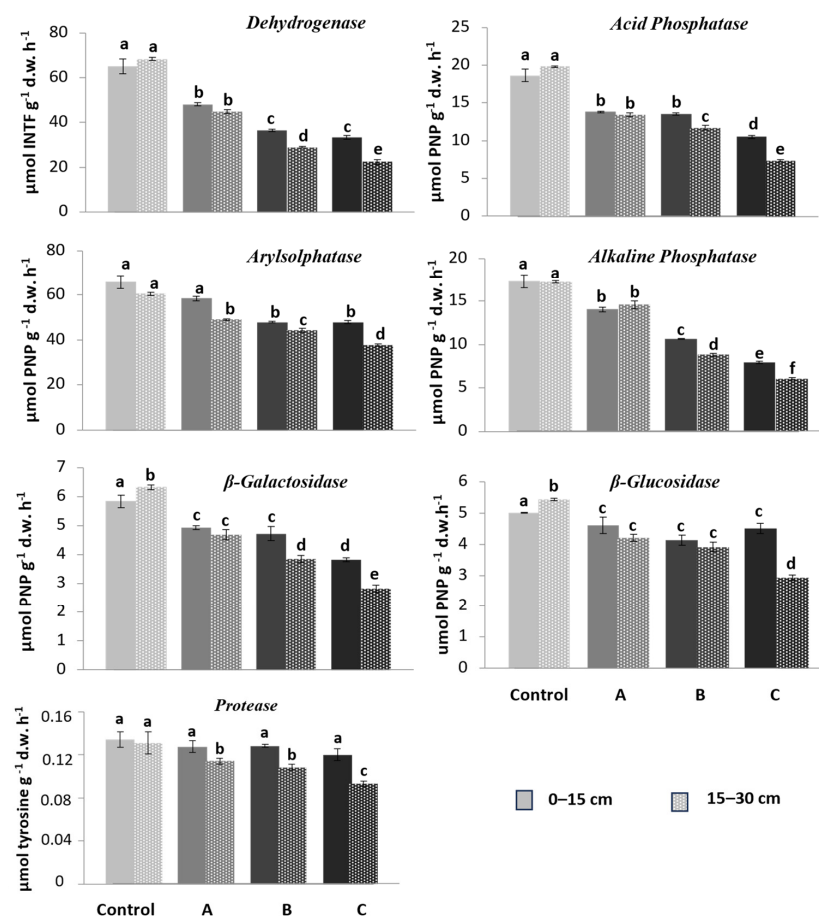 Dehydrogenase
µmol INTF g-1 d.w. h-1
80
60
40
20
0
a a b b c d c e
Acid Phosphatase
µmol PNP g-1 d.w. h-1
25
20
15
10
5
0
a a b b b c d e
Arylsolphatase
µmol PNP g-1 d.w. h-1
80
60
40
20
0
a a a b b c b d
Alkaline Phosphatase
µmol PNP g-1 d.w. h-1
20
15
10
5
0
a a b b c d e f
β-Galactosidase
µmol PNP g-1 d.w. h-1
7
6
5
4
3
2
1
0
a b c c c d d e
β-Glucosidase
umol PNP g-1 d.w.h-1
6
5
4
3
2
1
0
a b c c c c c d
Control A B C
Protease
µmol tyrosine g-1 d.w. h-1
0.16
0.12
0.08
0.04
0
a a a b a b a c
Control A B C
0–15 cm 15–30 cm